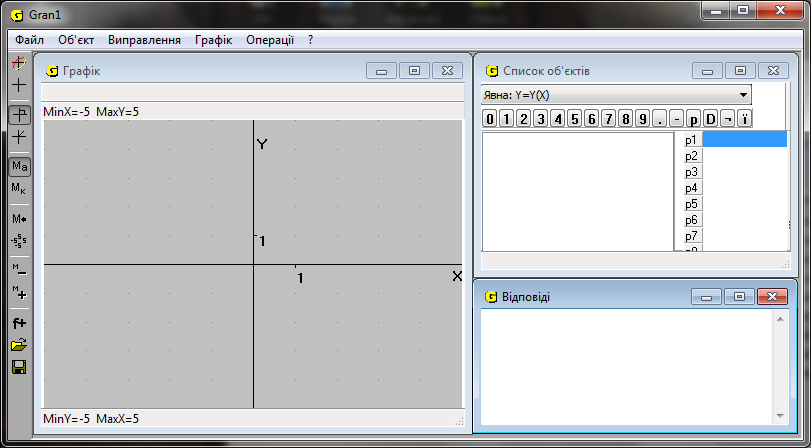 Gran1
Файл Об'єкт Виправлення Графік Операції ?
Графік
MinX=-5 MaxY=5
Y
1
1
X
MinY=-5 MaxX=5
Список об'єктів
Явна: Y=Y(X)
0 1 2 3 4 5 6 7 8 9 . - p D ¬ ї
p1
p2
p3
p4
p5
p6
p7
Відповіді
Ma
Mк
M
M
M
f+